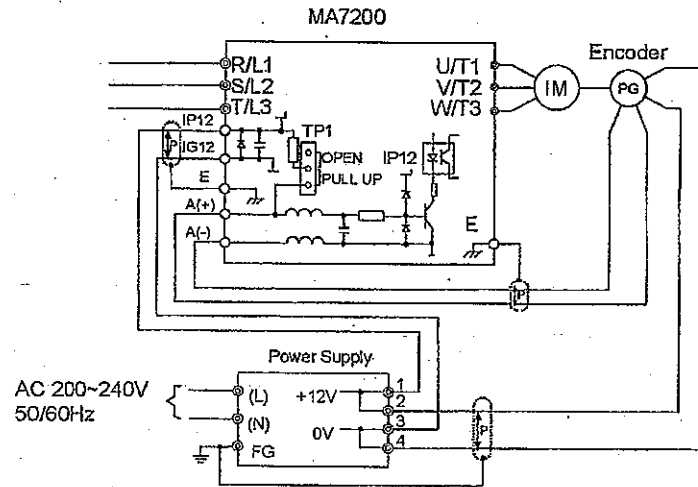 MA7200
R/L1
S/L2
T/L3
IP12
IG12
P
E
A(+)
A(-)
TP1
OPEN
PULL UP
IP12
U/T1
V/T2
W/T3
IM
Encoder
PG
E
P
Power Supply
AC 200~240V
50/60Hz
(L)
(N)
FG
+12V
0V
1
2
3
4
P